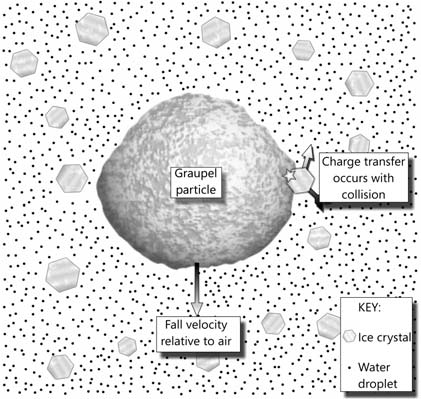 Graupel
particle
Charge transfer
occurs with
collision
Fall velocity
relative to air
KEY:
Ice crystal
Water
droplet